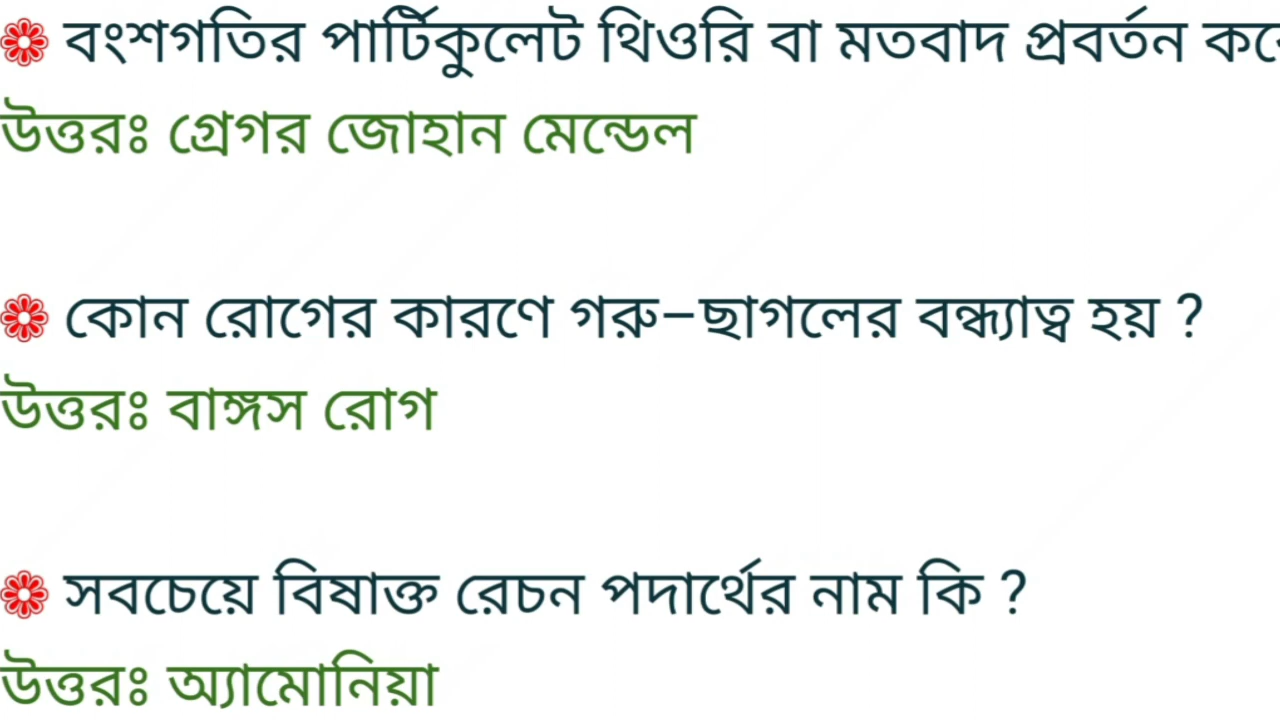 বংশগতির পার্টিকুলেট থিওরি বা মতবাদ প্রবর্তন
উত্তরঃ গ্রেগর জোহান মেন্ডেল
কোন রোগের কারণে গরু–ছাগলের বন্ধ্যাত্ব হয় ?
উত্তরঃ বাঙ্গস রোগ
সবচেয়ে বিষাক্ত রেচন পদার্থের নাম কি ?
উত্তরঃ অ্যামোনিয়া